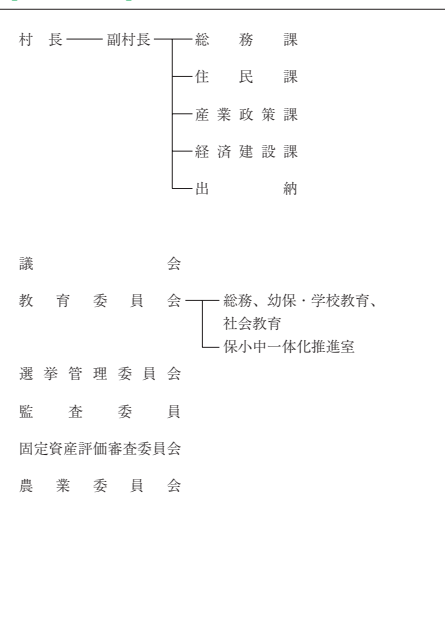 村長 副村長 総務課
住民課
産業政策課
経済建設課
出納
議会
教育委員会 総務、幼保・学校教育、
社会教育
保小中一体化推進室
選挙管理委員会
監査委員
固定資産評価審査委員会
農業委員会